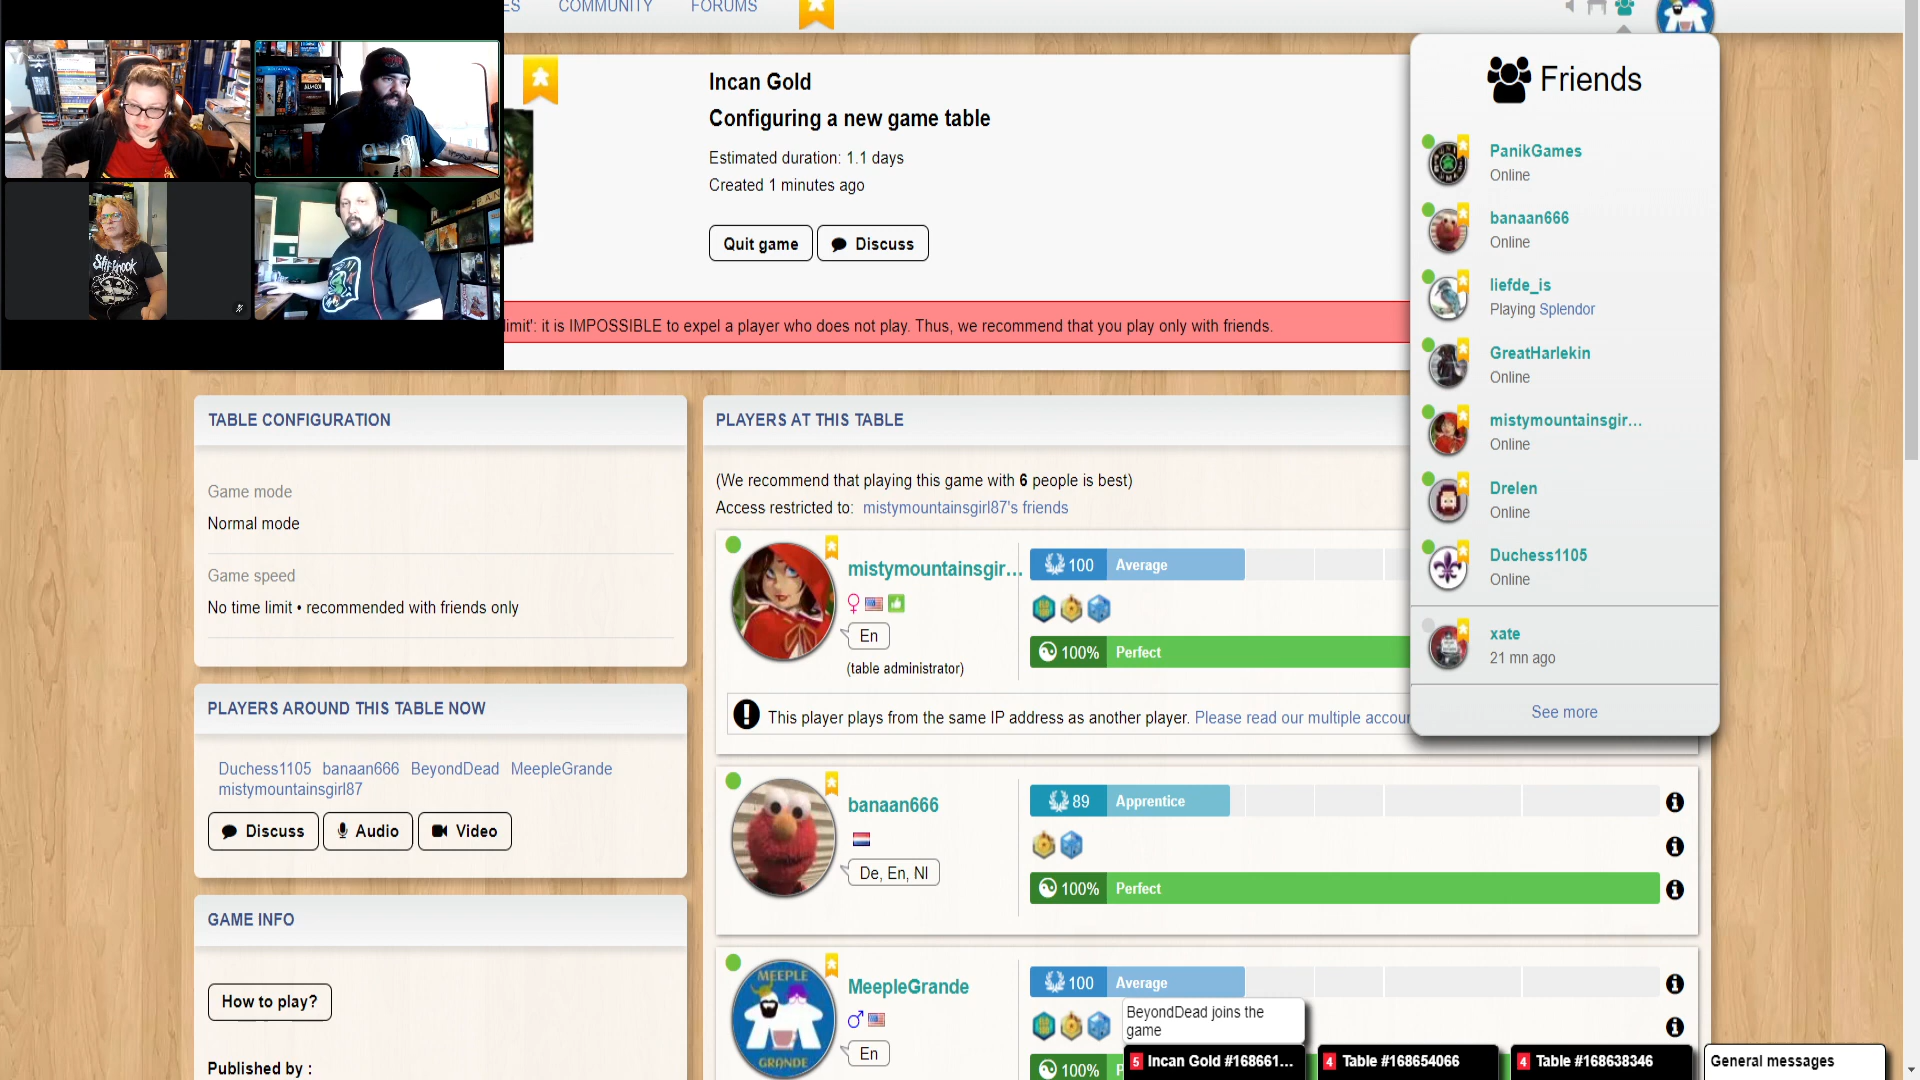 ES COMMUNITY FORUMS
Incan Gold
Configuring a new game table
Estimated duration: 1.1 days
Created 1 minutes ago
Quit game
Discuss
limit': it is IMPOSSIBLE to expel a player who does not play. Thus, we recommend that you play only with friends.
Friends
PanikGames
Online
banaan666
Online
liefde_is
Playing Splendor
GreatHarlekin
Online
mistymountainsgir...
Online
Drelen
Online
Duchess1105
Online
xate
21 mn ago
See more
TABLE CONFIGURATION
Game mode
Normal mode
Game speed
No time limit • recommended with friends only
PLAYERS AROUND THIS TABLE NOW
Duchess1105 banaan666 BeyondDead MeepleGrande
mistymountainsgirl87
Discuss
Audio
Video
GAME INFO
How to play?
Published by :
PLAYERS AT THIS TABLE
(We recommend that playing this game with 6 people is best)
Access restricted to: mistymountainsgirl87's friends
mistymountainsgir...
En
(table administrator)
100 Average
100% Perfect
This player plays from the same IP address as another player. Please read our multiple accou
banaan666
De, En, Nl
89 Apprentice
100% Perfect
MEEPLE
GRANDE
MeepleGrande
En
100 Average
100% P
BeyondDead joins the
game
5 Incan Gold #168661...
4 Table #168654066
4 Table #168638346
General messages